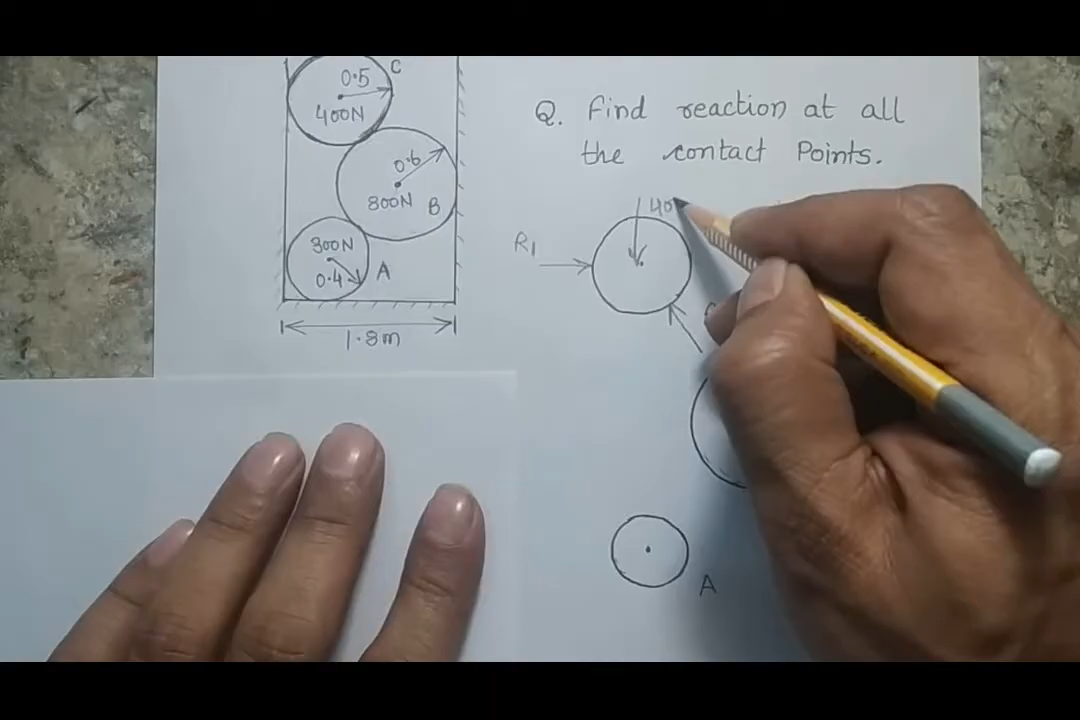 0.5
C
400N
0.6
800N
B
300N
0.4
A
1.8m
Q. Find reaction at all
the contact Points.
R1
40
A